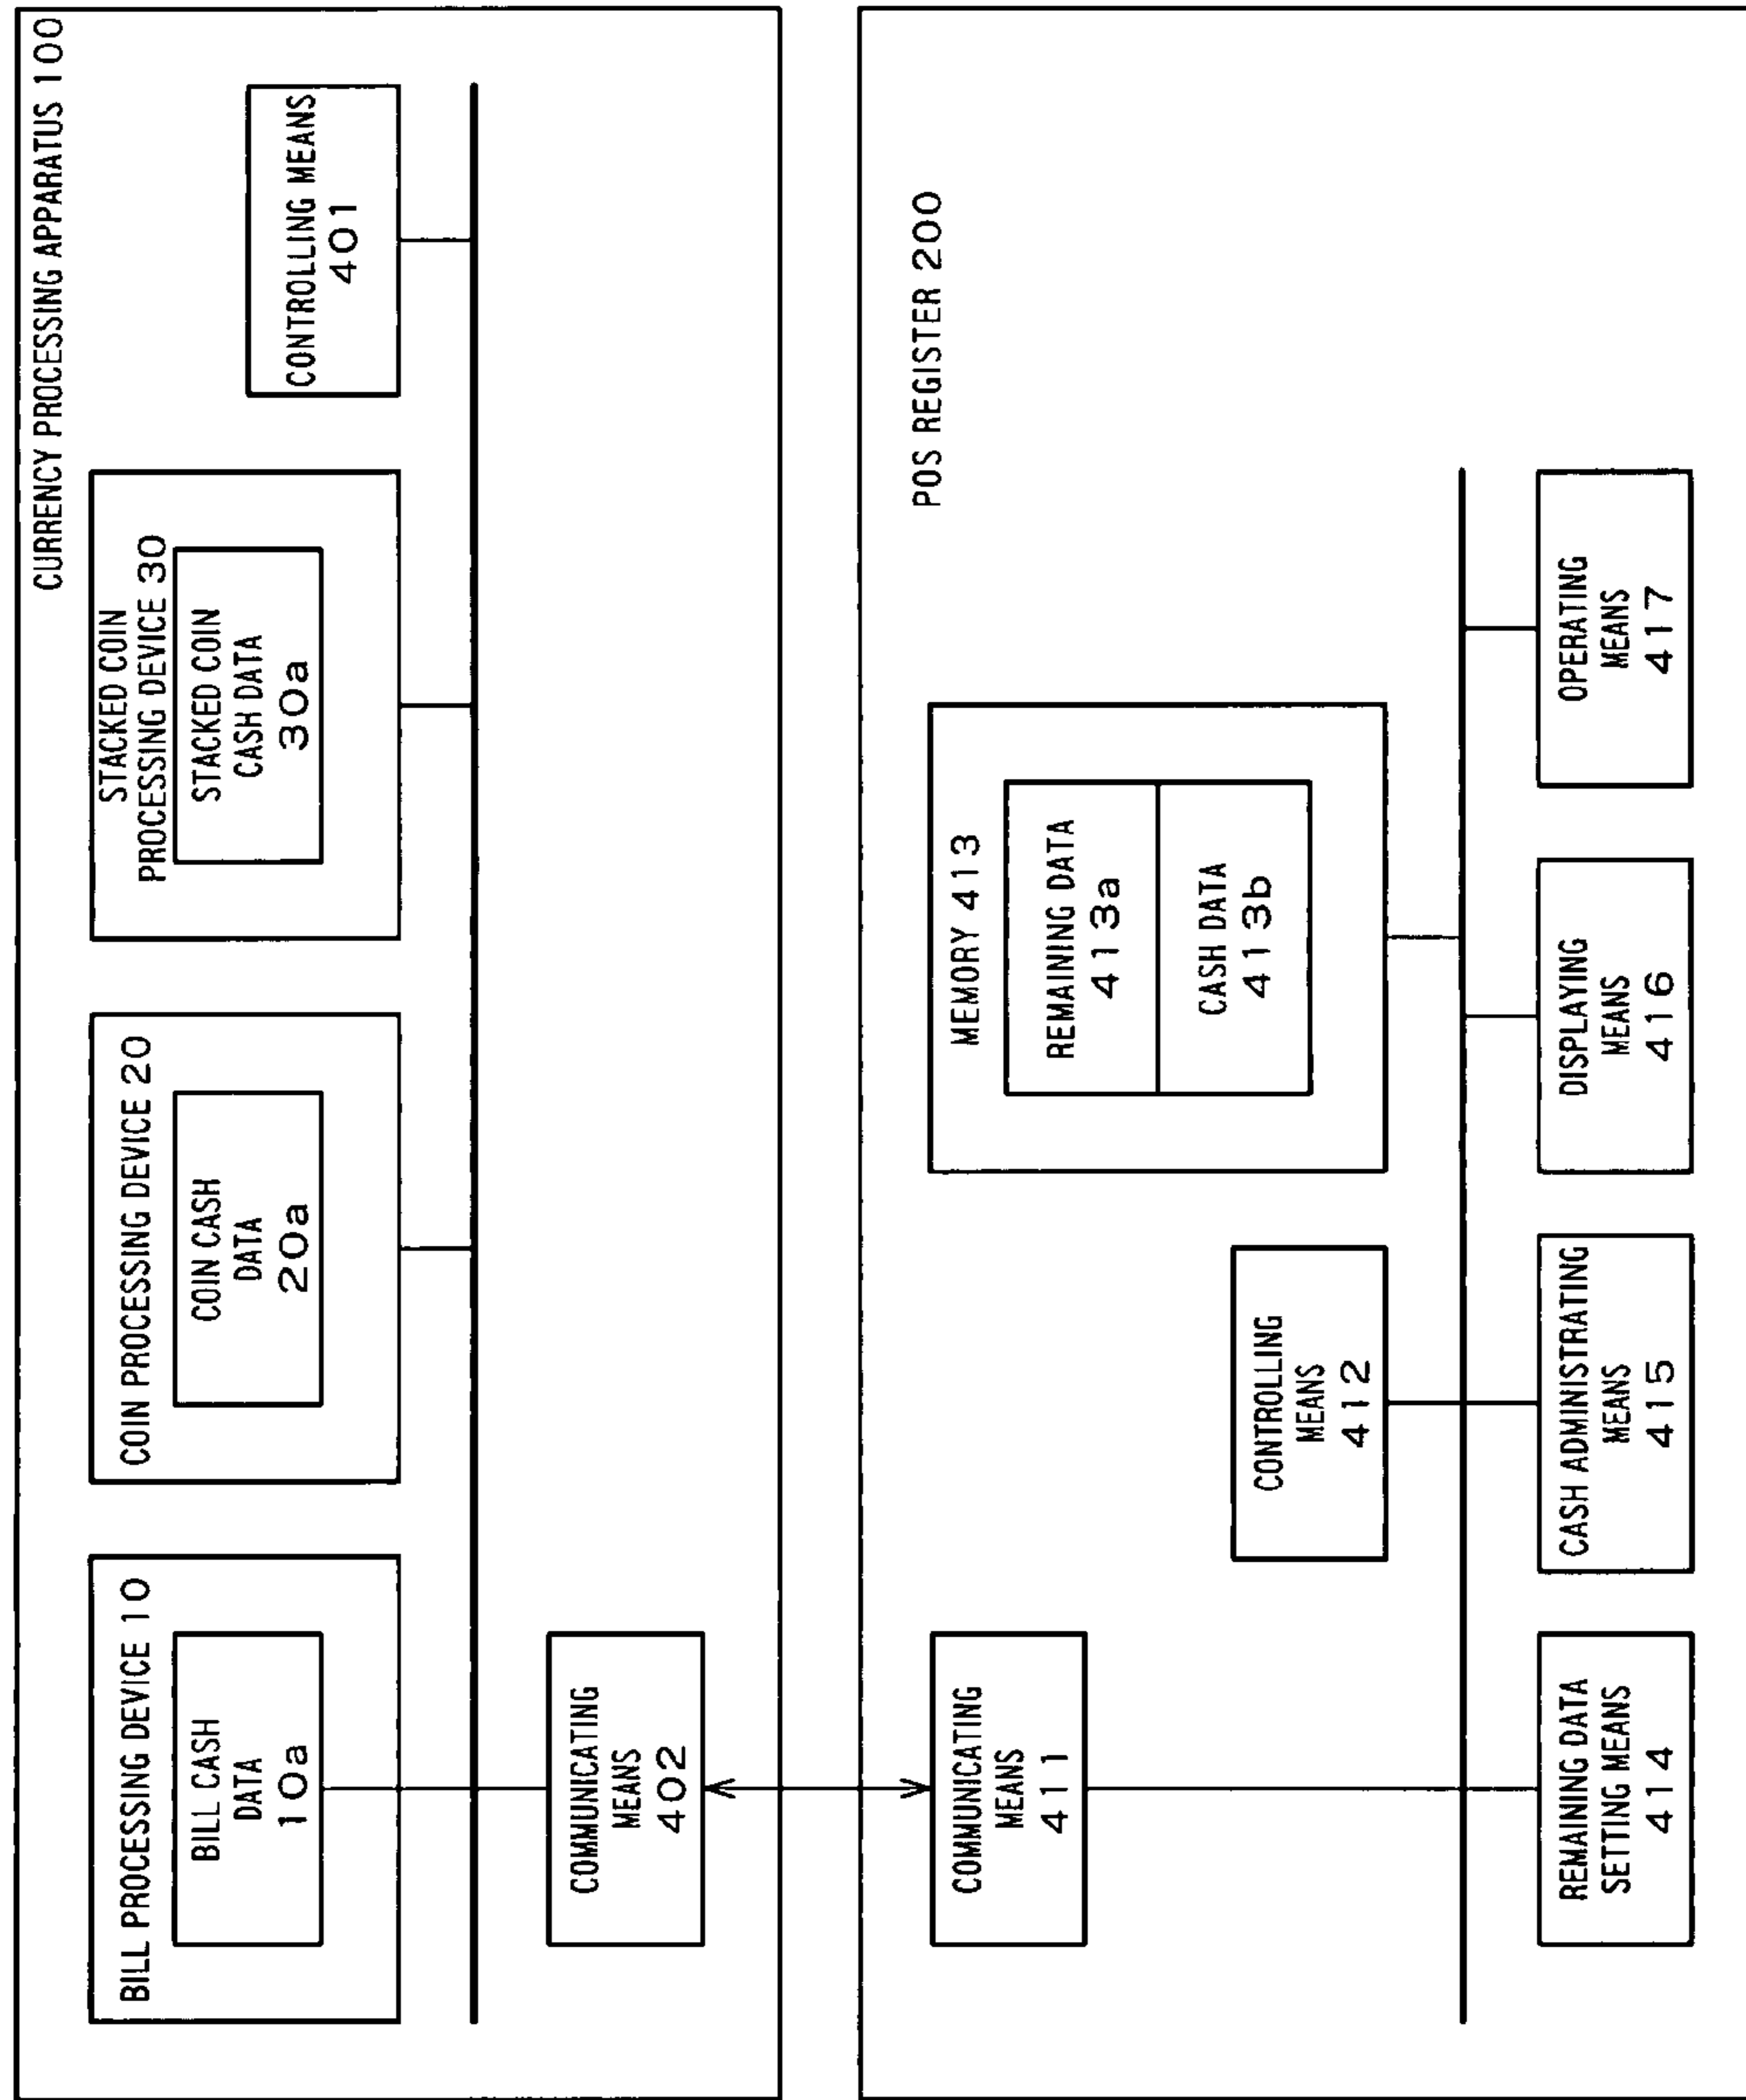 CURRENCY PROCESSING APPARATUS 100
BILL PROCESSING DEVICE 10
BILL CASH
DATA
10a
COIN PROCESSING DEVICE 20
COIN CASH
DATA
20a
STACKED COIN
PROCESSING DEVICE 30
STACKED COIN
CASH DATA
30a
CONTROLLING MEANS
401
COMMUNICATING
MEANS
402
POS REGISTER 200
COMMUNICATING
MEANS
411
CONTROLLING
MEANS
412
MEMORY 413
REMAINING DATA
413a
CASH DATA
413b
REMAINING DATA
SETTING MEANS
414
CASH ADMINISTRATING
MEANS
415
DISPLAYING
MEANS
416
OPERATING
MEANS
417